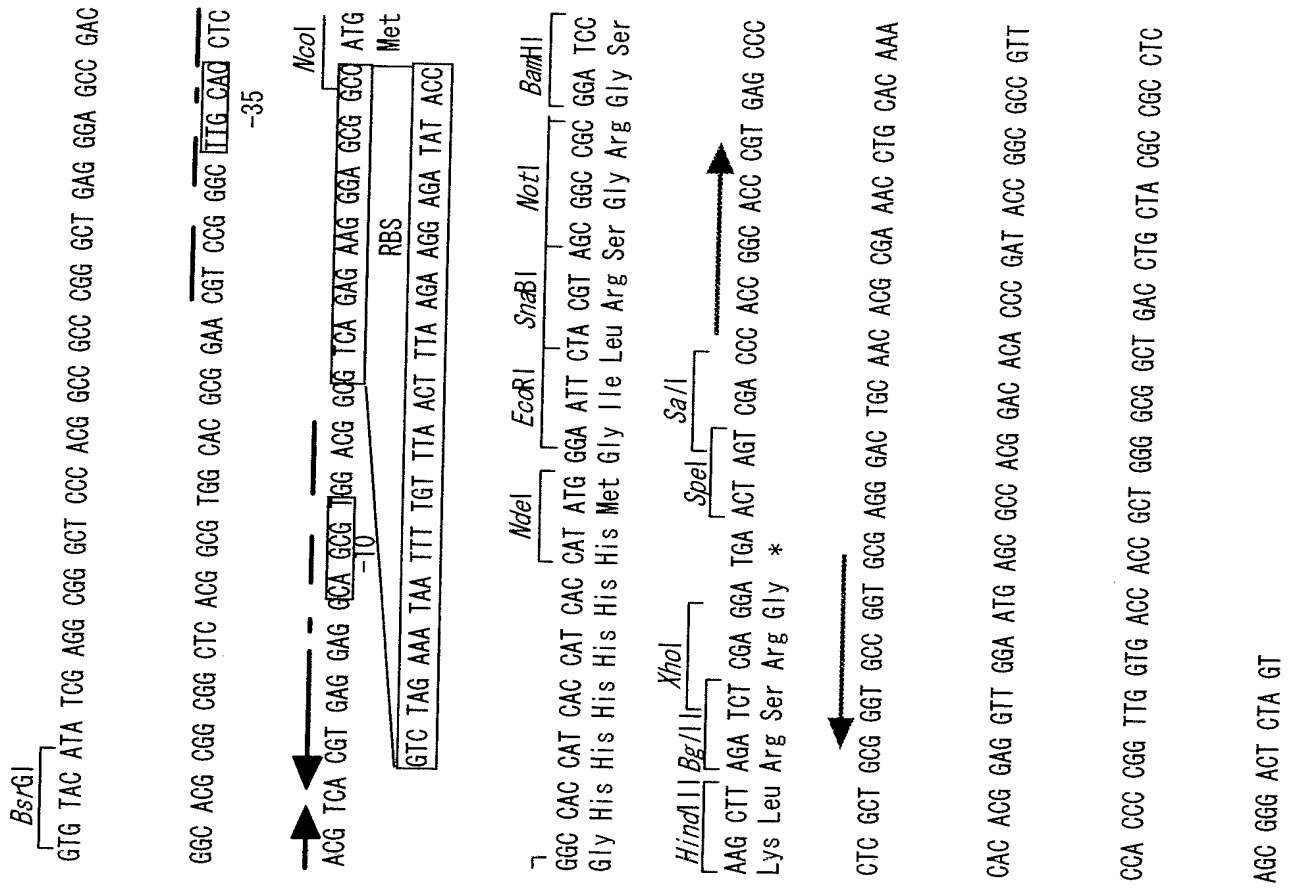 BsrGI
GTG TAC ATA TCG AGG CGG GCT CCC ACG GCC GCC CGG GCT GAG GGA GCC GAC
GGC ACG CGG CGG CTC ACG GCG TGG CAC GCG GAA CGT CCG GGC TTG CAC CTC
-35
NcoI
ACG TCA CGT GAG GAG GCA GCG TGG ACG GCG TCA GAG AAG GGA GCG GCC ATG
-10 Met
RBS
GTC TAG AAA TAA TTT TGT TTA ACT TTA AGA AGG AGA TAT ACC
NdeI EcoRI SnaBI NotI BamHI
GGC CAC CAT CAC CAT CAC CAT ATG GGA ATT CTA CGT AGC GGC CGC GGA TCC
Gly His His His His His His Met Gly Ile Leu Arg Ser Gly Arg Gly Ser
HindIII BglII XhoI SpeI SalI
AAG CTT AGA TCT CGA GGA TGA ACT AGT CGA CCC ACC GGC ACC CGT GAG CCC
Lys Leu Arg Ser Arg Gly *
CTC GCT GCG GGT GCC GGT GCG AGG GAC TGC AAC ACG CGA AAC CTG CAC AAA
CAC ACG GAG GTT GGA ATG AGC GCC ACG GAC ACA CCC GAT ACC GGC GCC GTT
CCA CCC CGG TTG GTG ACC ACC GCT GGG GCG GCT GAC CTG CTA CGC CGC CTC
AGC GGG ACT CTA GT